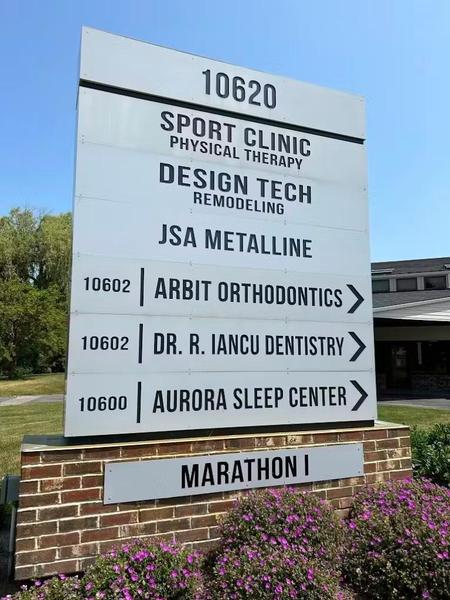 10620
SPORT CLINIC
PHYSICAL THERAPY
DESIGN TECH
REMODELING
JSA METALLINE
10602 | ARBIT ORTHODONTICS >
10602 | DR. R. IANCU DENTISTRY >
10600 | AURORA SLEEP CENTER >
MARATHON I